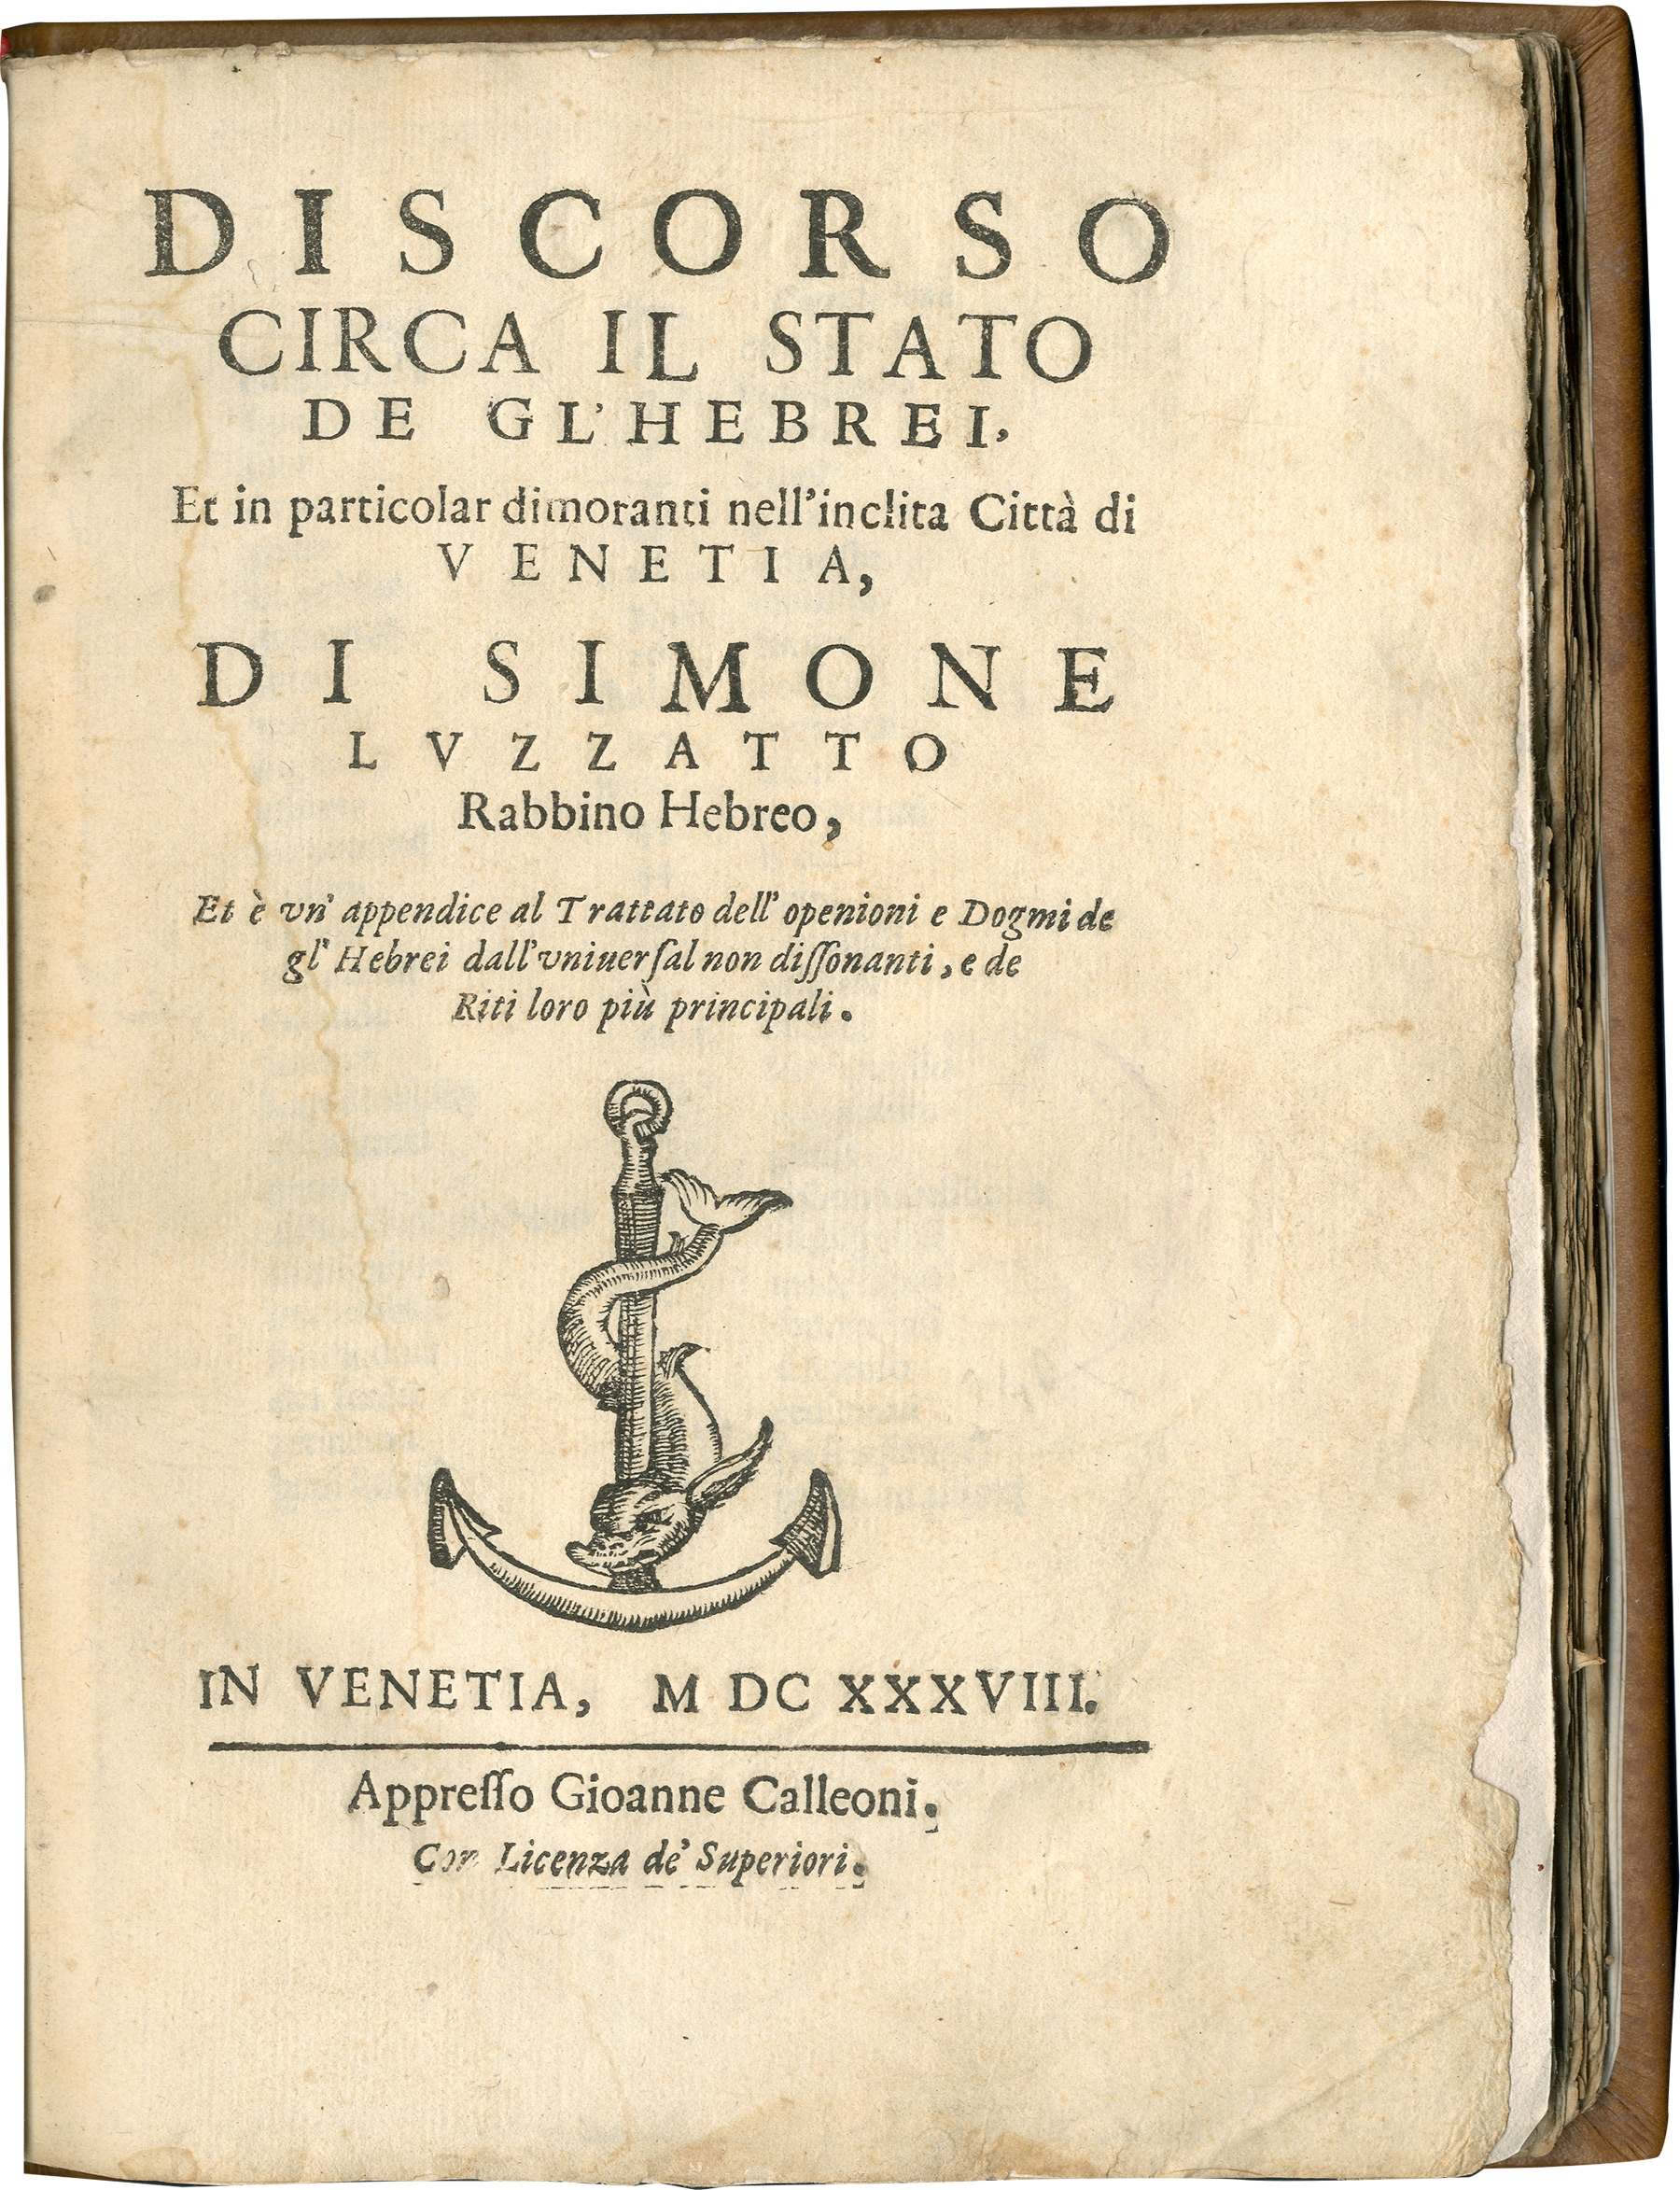 DISCORSO
CIRCA IL STATO
DE GL'HEBREI.
Et in particolar dimoranti nell'inclita Città di
VENETIA,
DI SIMONE
LVZZATTO
Rabbino Hebreo,
Et è vn' appendice al Trattato dell' openioni e Dogmi de
gl' Hebrei dall'vniuerſal non diſſonanti, e de
Riti loro più principali.
IN VENETIA, M DC XXXVIII.
Appreſſo Gioanne Calleoni.
Con Licenza de' Superiori.